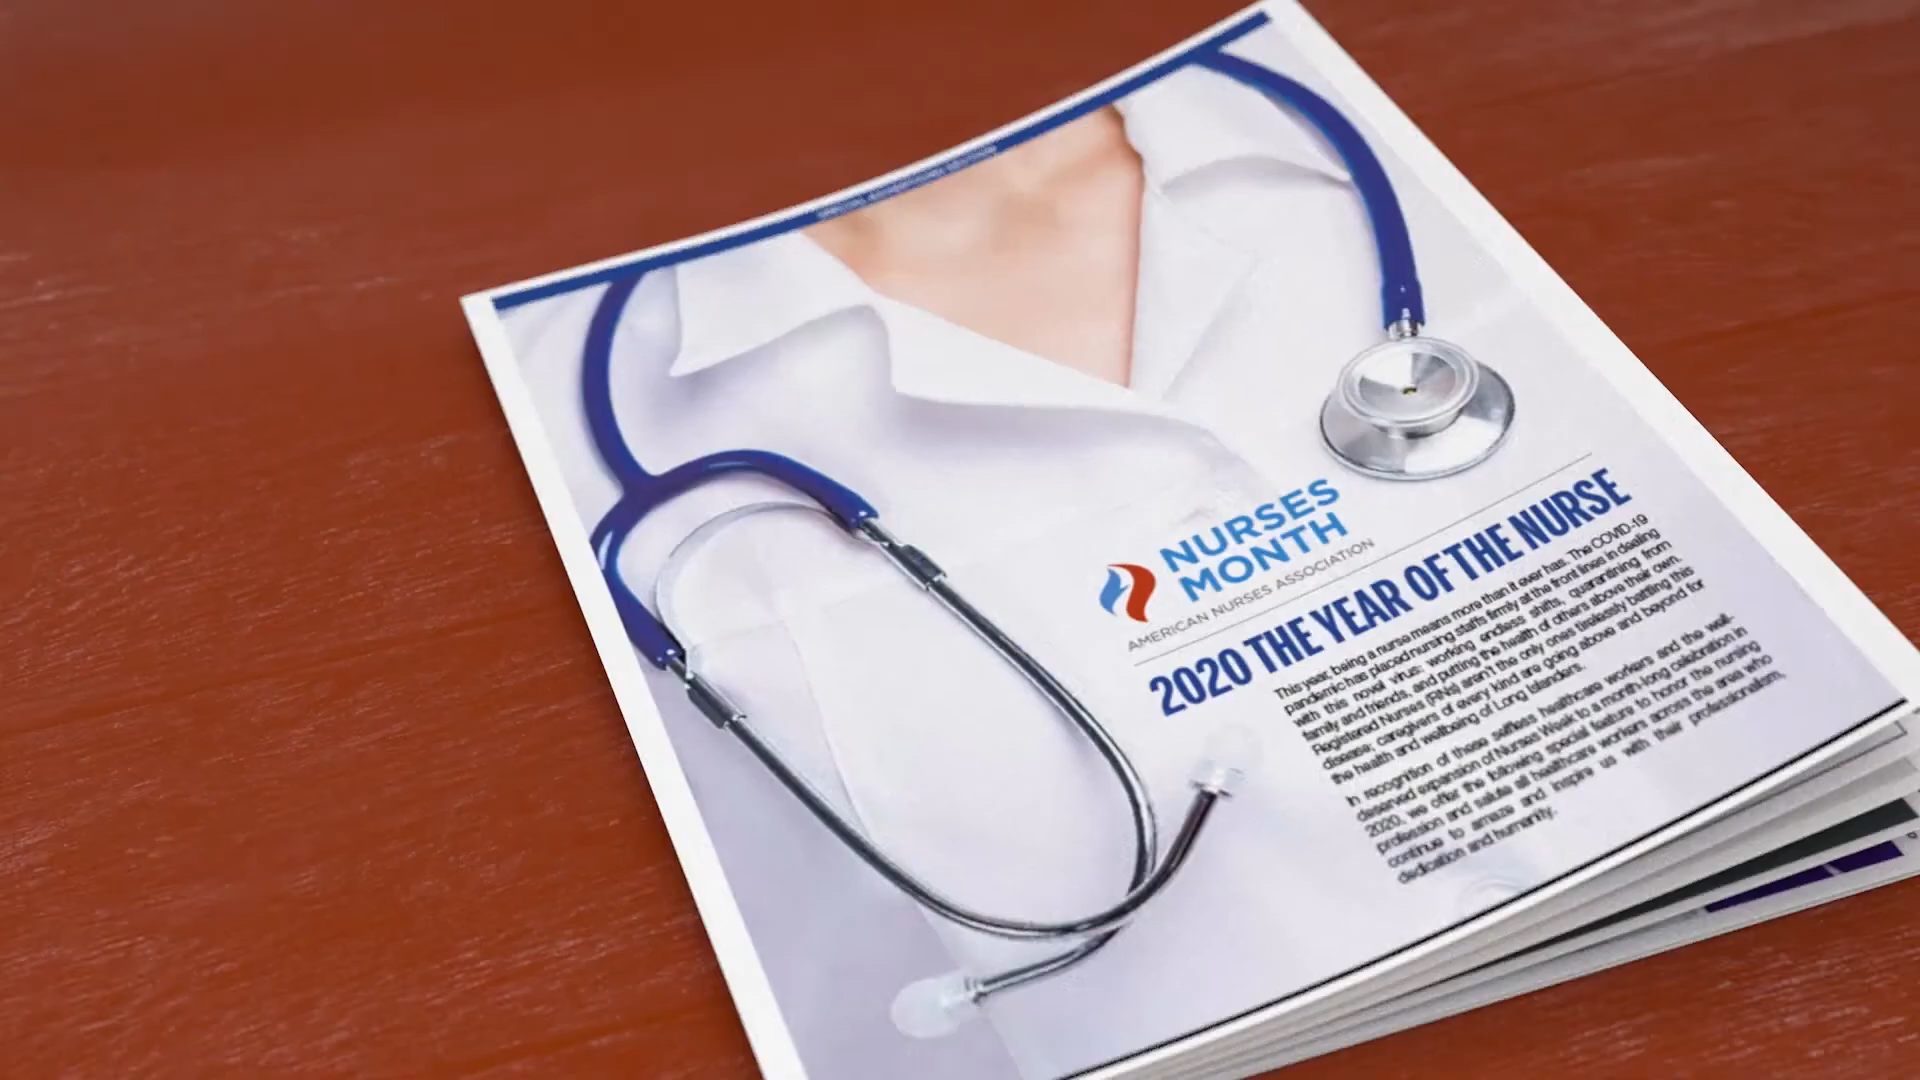 SPECIAL ADVERTISING SECTION
NURSES
MONTH
AMERICAN NURSES ASSOCIATION
2020 THE YEAR OF THE NURSE
This year, being a nurse means more than it ever has. The COVID-19
pandemic has placed nursing staffs firmly at the front lines in dealing
with this novel virus: working endless shifts, quarantining from
family and friends, and putting the health of others above their own.
Registered Nurses (RNs) aren't the only ones tirelessly battling this
disease; caregivers of every kind are going above and beyond for
the health and wellbeing of Long Islanders.
In recognition of these selfless healthcare workers and the well-
deserved expansion of Nurses Week to a month-long celebration in
2020, we offer the following special feature to honor the nursing
profession and salute all healthcare workers across the area who
continue to amaze and inspire us with their professionalism,
dedication and humanity.